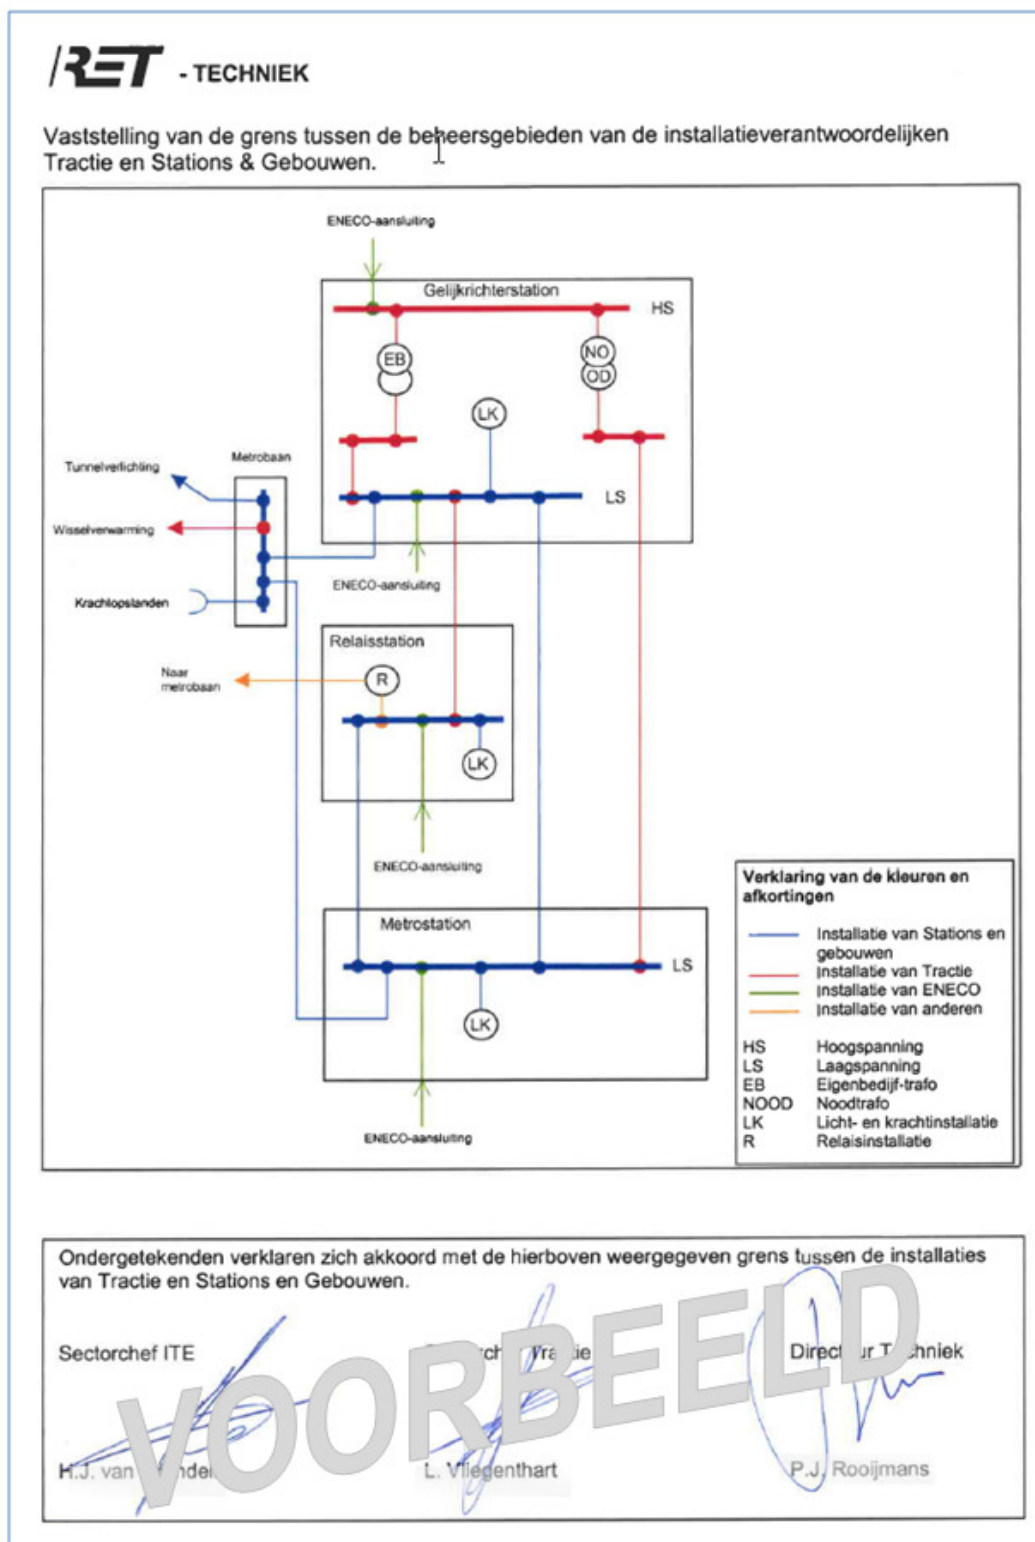 RET - TECHNIEK
Vaststelling van de grens tussen de beheersgebieden van de installatieverantwoordelijken
Tractie en Stations & Gebouwen.
ENECO-aansluiting
Gelijkrichterstation
HS
EB
NO
OD
LK
Metrobaan
Tunnelverlichting
LS
Wisselverwarming
ENECO-aansluiting
Krachtopstanden
Relaisstation
Naar
metrobaan
R
LK
ENECO-aansluiting
Metrostation
LS
LK
ENECO-aansluiting
Verklaring van de kleuren en
afkortingen
Installatie van Stations en
gebouwen
Installatie van Tractie
Installatie van ENECO
Installatie van anderen
HS Hoogspanning
LS Laagspanning
EB Eigenbedijf-trafo
NOOD Noodtrafo
LK Licht- en krachtinstallatie
R Relaisinstallatie
Ondergetekenden verklaren zich akkoord met de hierboven weergegeven grens tussen de installaties
van Tractie en Stations en Gebouwen.
Sectorchef ITE
Tractie
Directeur Techniek
VOORBEELD
H.J. van
L. Vliegenthart
P.J. Rooijmans